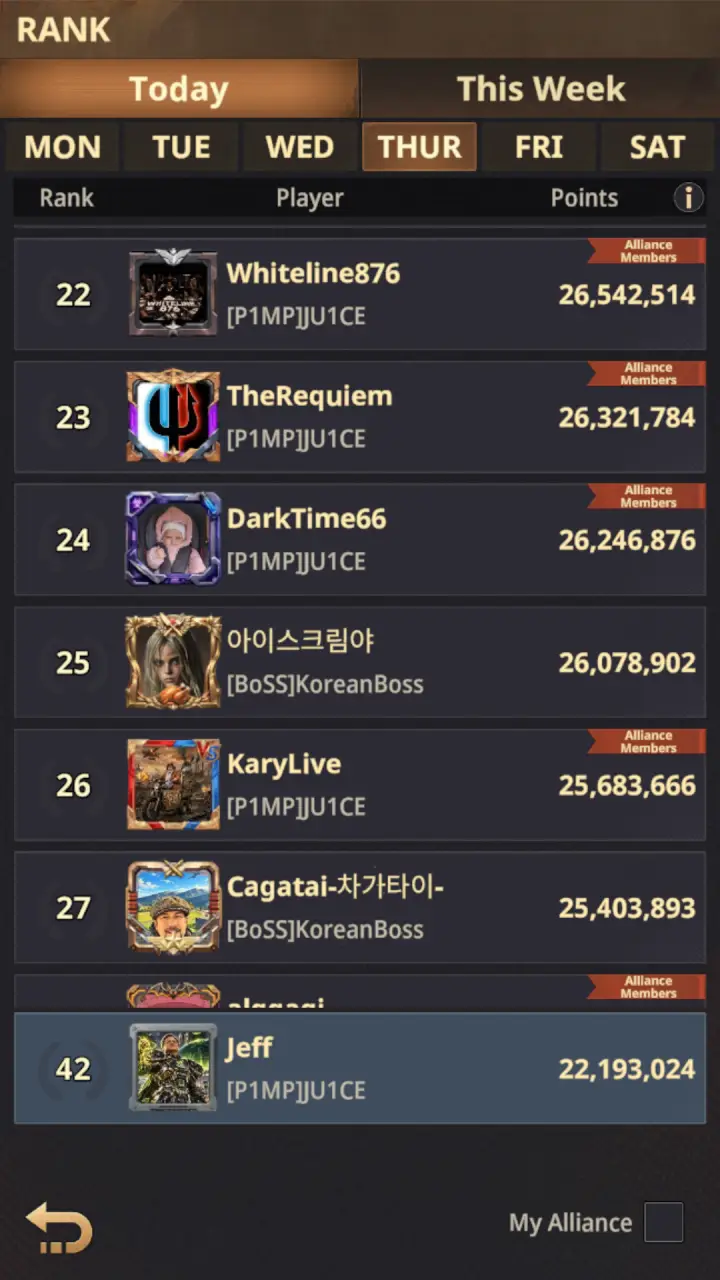 RANK
Today
This Week
MON
TUE
WED
THUR
FRI
SAT
Rank
Player
Points
Alliance
Members
22
Whiteline876
[P1MP]JU1CE
26,542,514
Alliance
Members
23
TheRequiem
[P1MP]JU1CE
26,321,784
Alliance
Members
24
DarkTime66
[P1MP]JU1CE
26,246,876
25
아이스크림야
[BoSS]KoreanBoss
26,078,902
Alliance
Members
26
KaryLive
[P1MP]JU1CE
25,683,666
27
Cagatai-차가타이-
[BoSS]KoreanBoss
25,403,893
Alliance
Members
42
Jeff
[P1MP]JU1CE
22,193,024
My Alliance